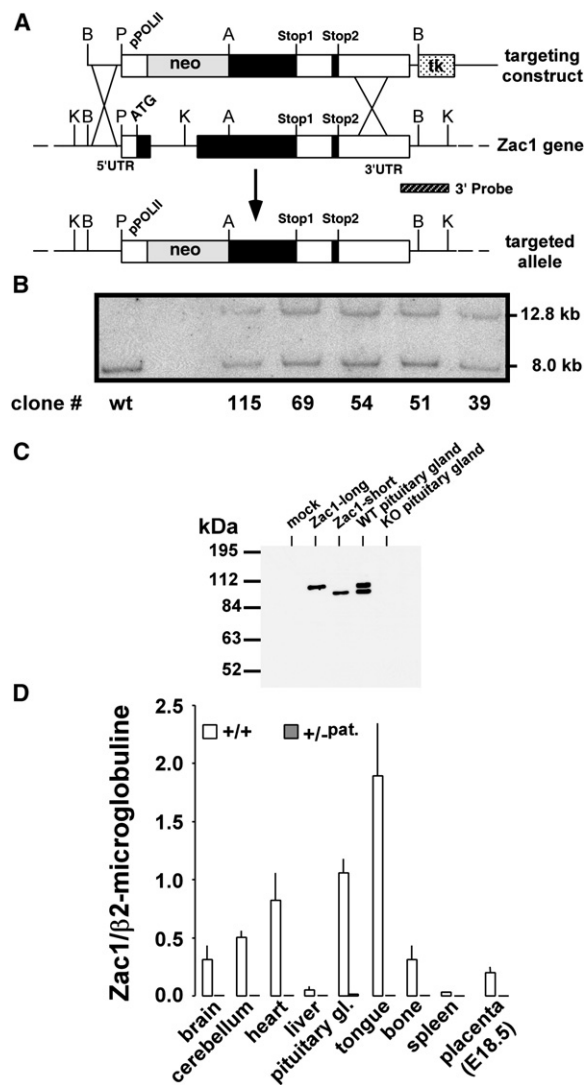 A
B P pPOLII A Stop1 Stop2 B
neo tk
targeting construct
K B P ATG K A Stop1 Stop2 B K
Zac1 gene
5'UTR 3'UTR
3' Probe
K B P pPOLII A Stop1 Stop2 B K
neo
targeted allele
B
12.8 kb
8.0 kb
clone # wt 115 69 54 51 39
C
mock Zac1-long Zac1-short WT pituitary gland KO pituitary gland
kDa
195
112
84
63
52
D
Zac1/β2-microglobuline
+/+ +/-pat.
2.5
2.0
1.5
1.0
0.5
0.0
brain cerebellum heart liver pituitary gl. tongue bone spleen placenta (E18.5)